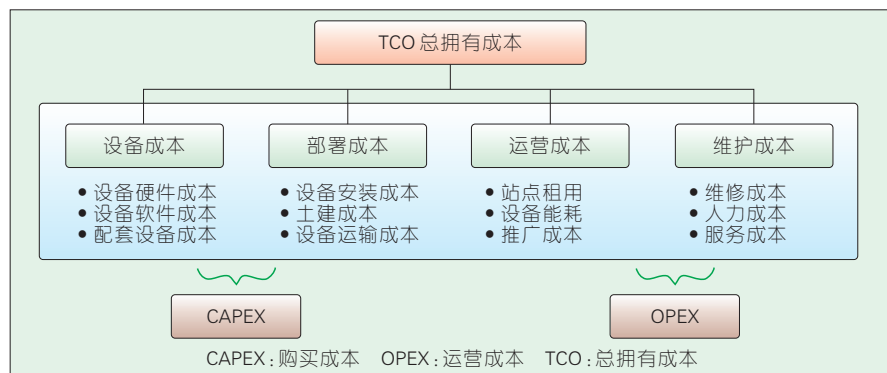 TCO 总拥有成本
设备成本
部署成本
运营成本
维护成本
• 设备硬件成本
• 设备软件成本
• 配套设备成本
• 设备安装成本
• 土建成本
• 设备运输成本
• 站点租用
• 设备能耗
• 推广成本
• 维修成本
• 人力成本
• 服务成本
CAPEX
OPEX
CAPEX:购买成本 OPEX:运营成本 TCO:总拥有成本